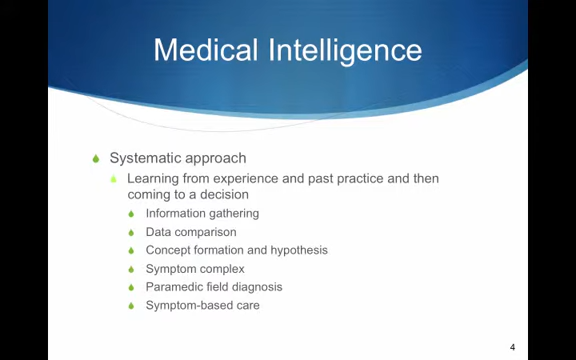 Medical Intelligence
Systematic approach
Learning from experience and past practice and then
coming to a decision
Information gathering
Data comparison
Concept formation and hypothesis
Symptom complex
Paramedic field diagnosis
Symptom-based care
4